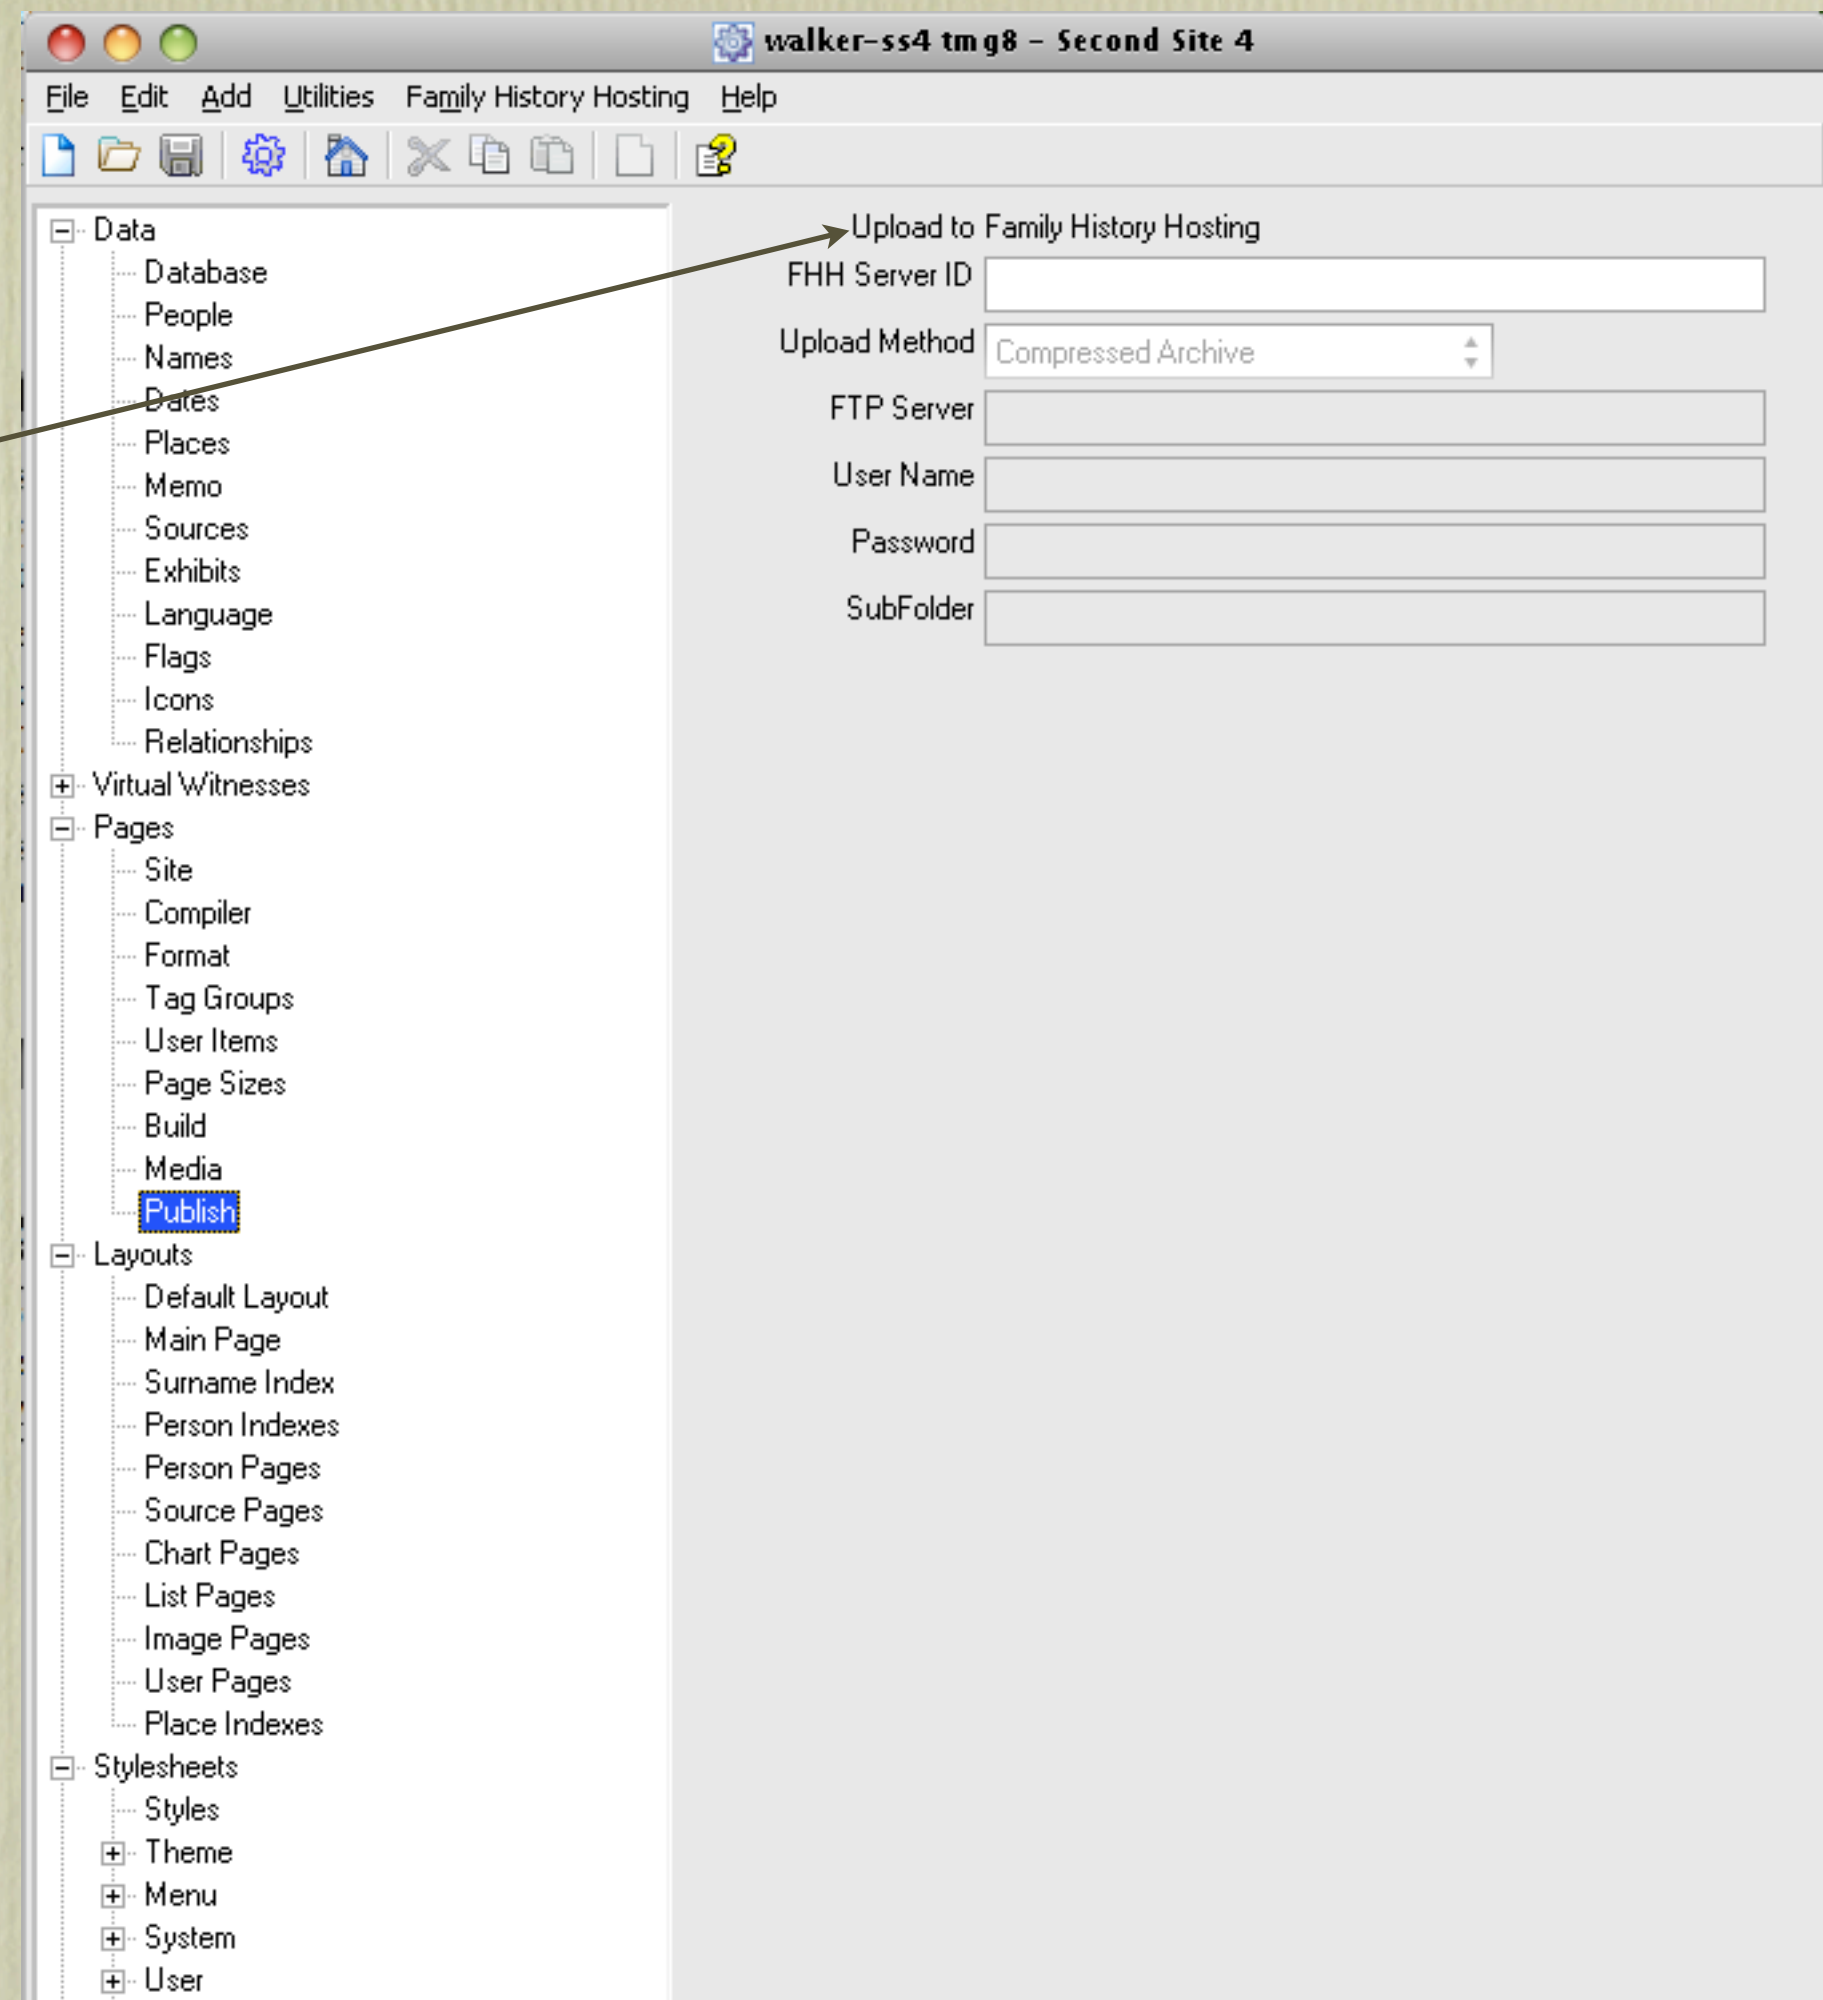 walker-ss4 tmg8 - Second Site 4
File Edit Add Utilities Family History Hosting Help
Data
Database
People
Names
Dates
Places
Memo
Sources
Exhibits
Language
Flags
Icons
Relationships
Virtual Witnesses
Pages
Site
Compiler
Format
Tag Groups
User Items
Page Sizes
Build
Media
Publish
Layouts
Default Layout
Main Page
Surname Index
Person Indexes
Person Pages
Source Pages
Chart Pages
List Pages
Image Pages
User Pages
Place Indexes
Stylesheets
Styles
Theme
Menu
System
User
Upload to Family History Hosting
FHH Server ID
Upload Method Compressed Archive
FTP Server
User Name
Password
SubFolder